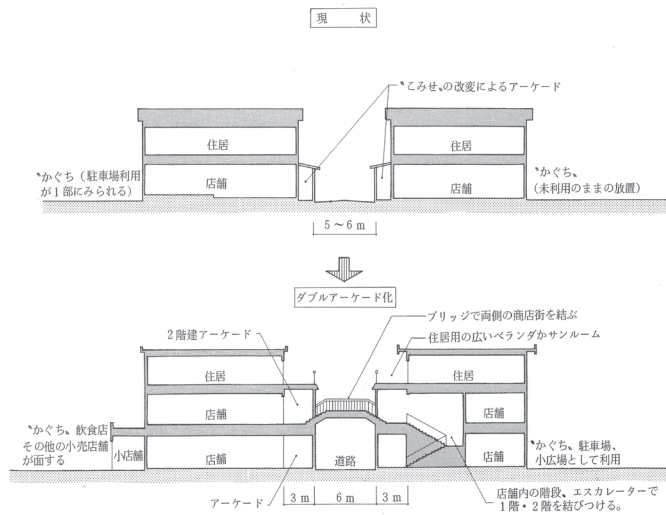 現状
〝こみせ〟の改変によるアーケード
住居
住居
〝かぐち（駐車場利用
が1部にみられる）
店舗
店舗
〝かぐち〟
(未利用のままの放置)
5～6ｍ
ダブルアーケード化
ブリッジで両側の商店街を結ぶ
2階建アーケード
住居用の広いベランダかサンルーム
住居
住居
店舗
店舗
〝かぐち〟飲食店
その他の小売店舗
が面する
小店舗
店舗
道路
店舗
〝かぐち〟駐車場、
小広場として利用
アーケード
3ｍ
6ｍ
3ｍ
店舗内の階段、エスカレーターで
1階・2階を結びつける。